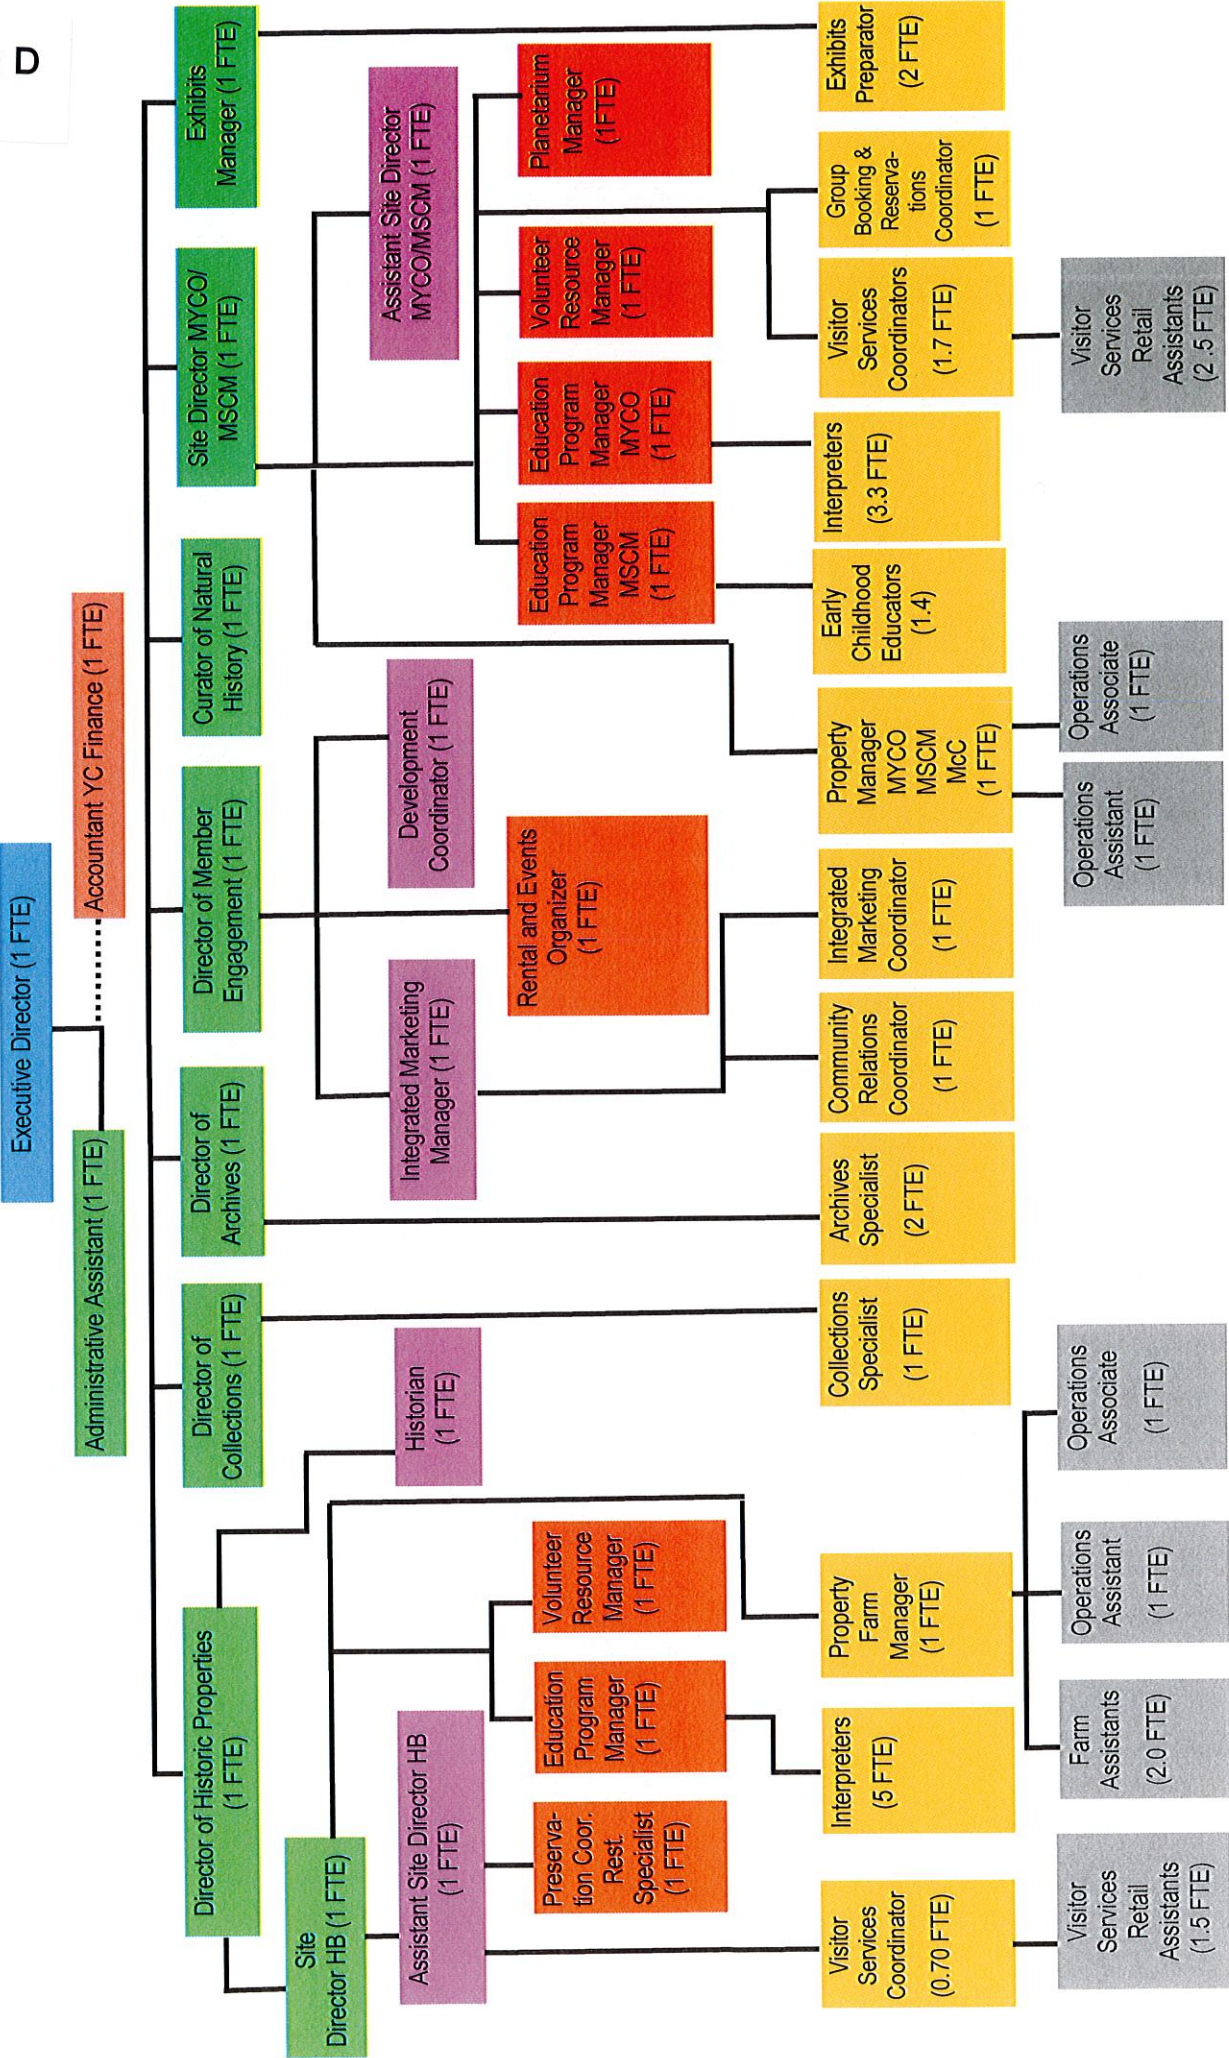 D
Executive Director (1 FTE)
Administrative Assistant (1 FTE)
Accountant YC Finance (1 FTE)
Director of Historic Properties
(1 FTE)
Director of
Collections (1 FTE)
Director of
Archives (1 FTE)
Director of Member
Engagement (1 FTE)
Curator of Natural
History (1 FTE)
Site Director MYCO/
MSCM (1 FTE)
Exhibits
Manager (1 FTE)
Site
Director HB (1 FTE)
Assistant Site Director HB
(1 FTE)
Historian
(1 FTE)
Integrated Marketing
Manager (1 FTE)
Development
Coordinator (1 FTE)
Assistant Site Director
MYCO/MSCM (1 FTE)
Preserva-
tion Coor.
Rest.
Specialist
(1 FTE)
Education
Program
Manager
(1 FTE)
Volunteer
Resource
Manager
(1 FTE)
Rental and Events
Organizer
(1 FTE)
Education
Program
Manager
MSCM
(1 FTE)
Education
Program
Manager
MYCO
(1 FTE)
Volunteer
Resource
Manager
(1 FTE)
Planetarium
Manager
(1FTE)
Visitor
Services
Coordinator
(0.70 FTE)
Interpreters
(5 FTE)
Property
Farm
Manager
(1 FTE)
Collections
Specialist
(1 FTE)
Archives
Specialist
(2 FTE)
Community
Relations
Coordinator
(1 FTE)
Integrated
Marketing
Coordinator
(1 FTE)
Property
Manager
MYCO
MSCM
McC
(1 FTE)
Early
Childhood
Educators
(1.4)
Interpreters
(3.3 FTE)
Visitor
Services
Coordinators
(1.7 FTE)
Group
Booking &
Reserva-
tions
Coordinator
(1 FTE)
Exhibits
Preparator
(2 FTE)
Visitor
Services
Retail
Assistants
(1.5 FTE)
Farm
Assistants
(2.0 FTE)
Operations
Assistant
(1 FTE)
Operations
Associate
(1 FTE)
Operations
Assistant
(1 FTE)
Operations
Associate
(1 FTE)
Visitor
Services
Retail
Assistants
(2 .5 FTE)